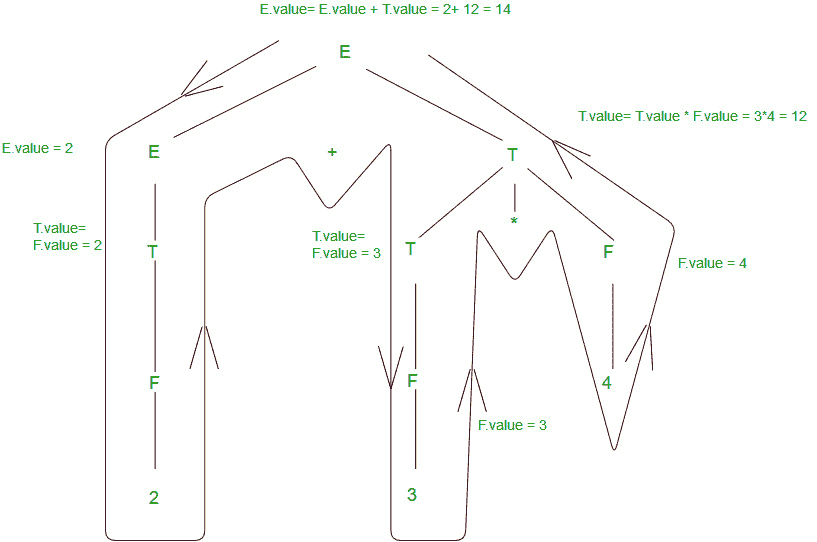 E.value= E.value + T.value = 2+ 12 = 14
E
T.value= T.value * F.value = 3*4 = 12
E.value = 2
E
+
T
*
T.value=
F.value = 2
T
T.value=
F.value = 3
T
F
F.value = 4
F
F
4
F.value = 3
2
3